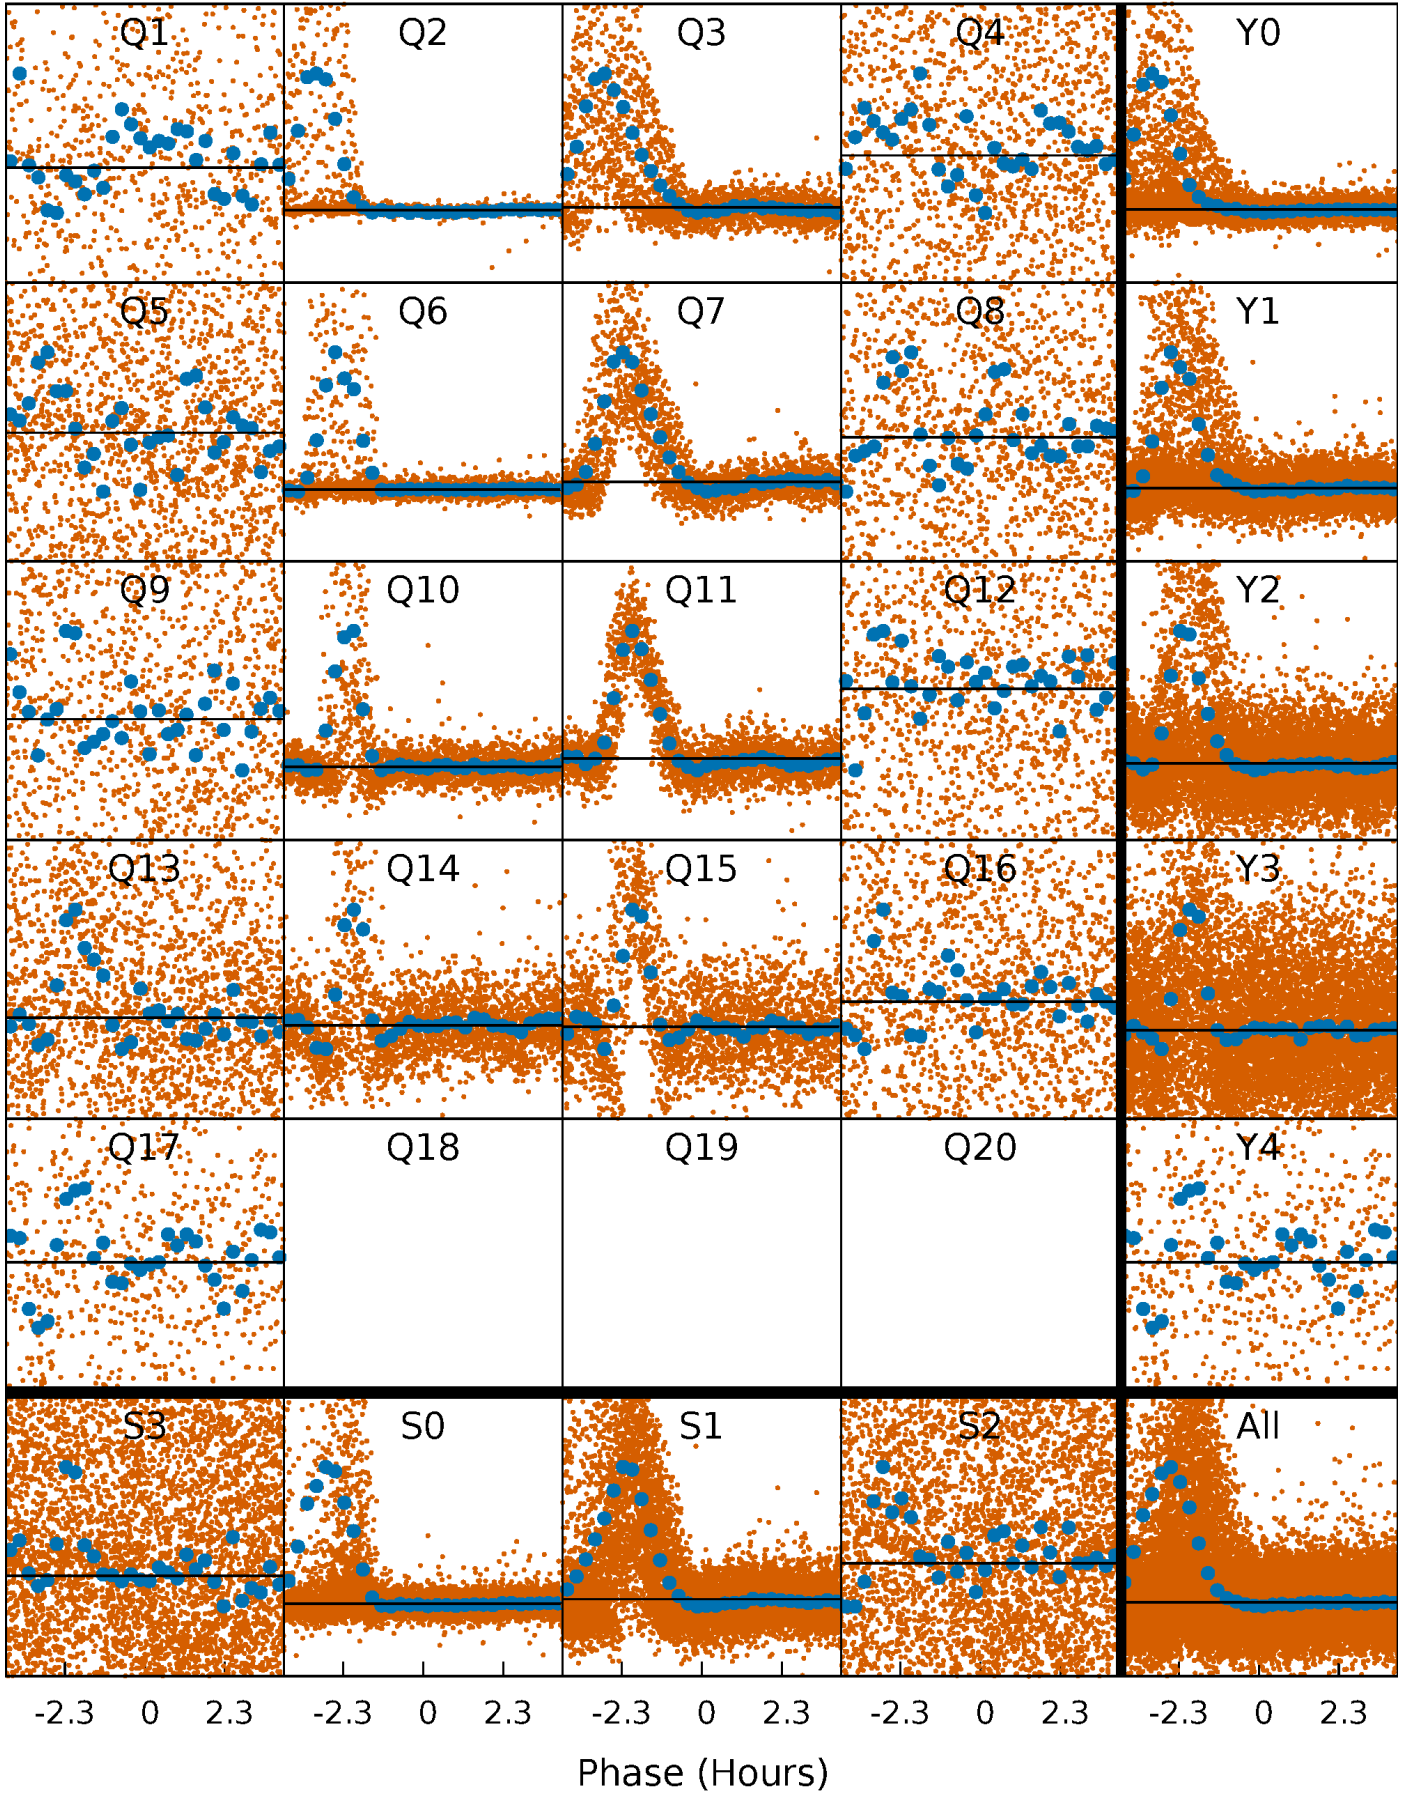 Q1 Q2 Q3 Q4 Y0
Q5 Q6 Q7 Q8 Y1
Q9 Q10 Q11 Q12 Y2
Q13 Q14 Q15 Q16 Y3
Q17 Q18 Q19 Q20 Y4
S3 S0 S1 S2 All
-2.3 0 2.3 -2.3 0 2.3 -2.3 0 2.3 -2.3 0 2.3 -2.3 0 2.3
Phase (Hours)